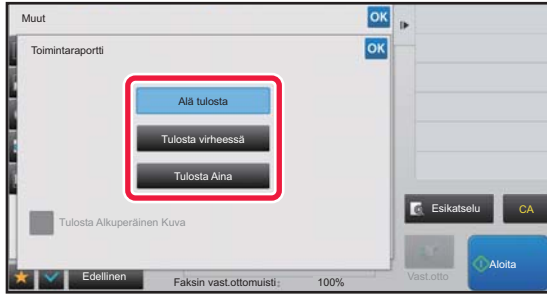 Muut
OK
Toimintaraportti
OK
Älä tulosta
Tulosta virheessä
Tulosta Aina
Tulosta Alkuperäinen Kuva
Esikatselu
CA
Edellinen
Faksin vast.ottomuisti: 100%
Vast.otto
Aloita